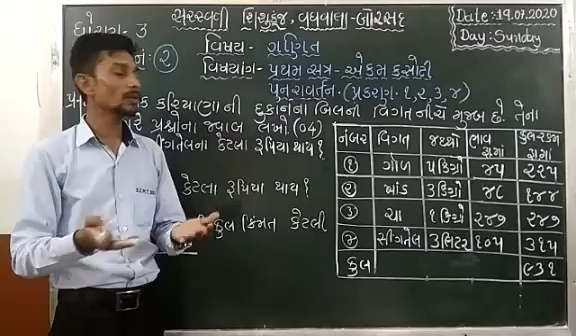 ધોરણ- 3
સરસ્વતી શિશુકુંજ, વઘવાલા-બોરસદ
Date:-19.07.2020
Day:- Sunday
નં: ૨
વિષય - ગણિત
વિષયાંગ- પ્રથમ સત્ર - એકમ કસોટી
પૂનરાવર્તન - (પ્રકરણ- ૧,૨,૩,૪)
કરિયાણાની દુકાનના બિલની વિગત નીચે મુજબ છે. તેના
પ્રશ્નોના જવાબ લખો. (૦૪)
સીંગતેલના કેટલા રૂપિયા થાય?
કેટલા રૂપિયા થાય?
કુલ કિંમત કેટલી
નંબર વિગત જથ્થો ભાવ રૂામાં કુલ-રકમ રૂામાં
૧ ગોળ ૫ કિગ્રો ૪૫ ૨૨૫
૨ ખાંડ ૩ કિગ્રો ૪૮ ૧૪૪
૩ ચા ૧ કિગ્રો ૨૪૭ ૨૪૭
૪ સીંગતેલ ૩ લિટર ૧૦૫ ૩૧૫
કુલ ૯૩૧